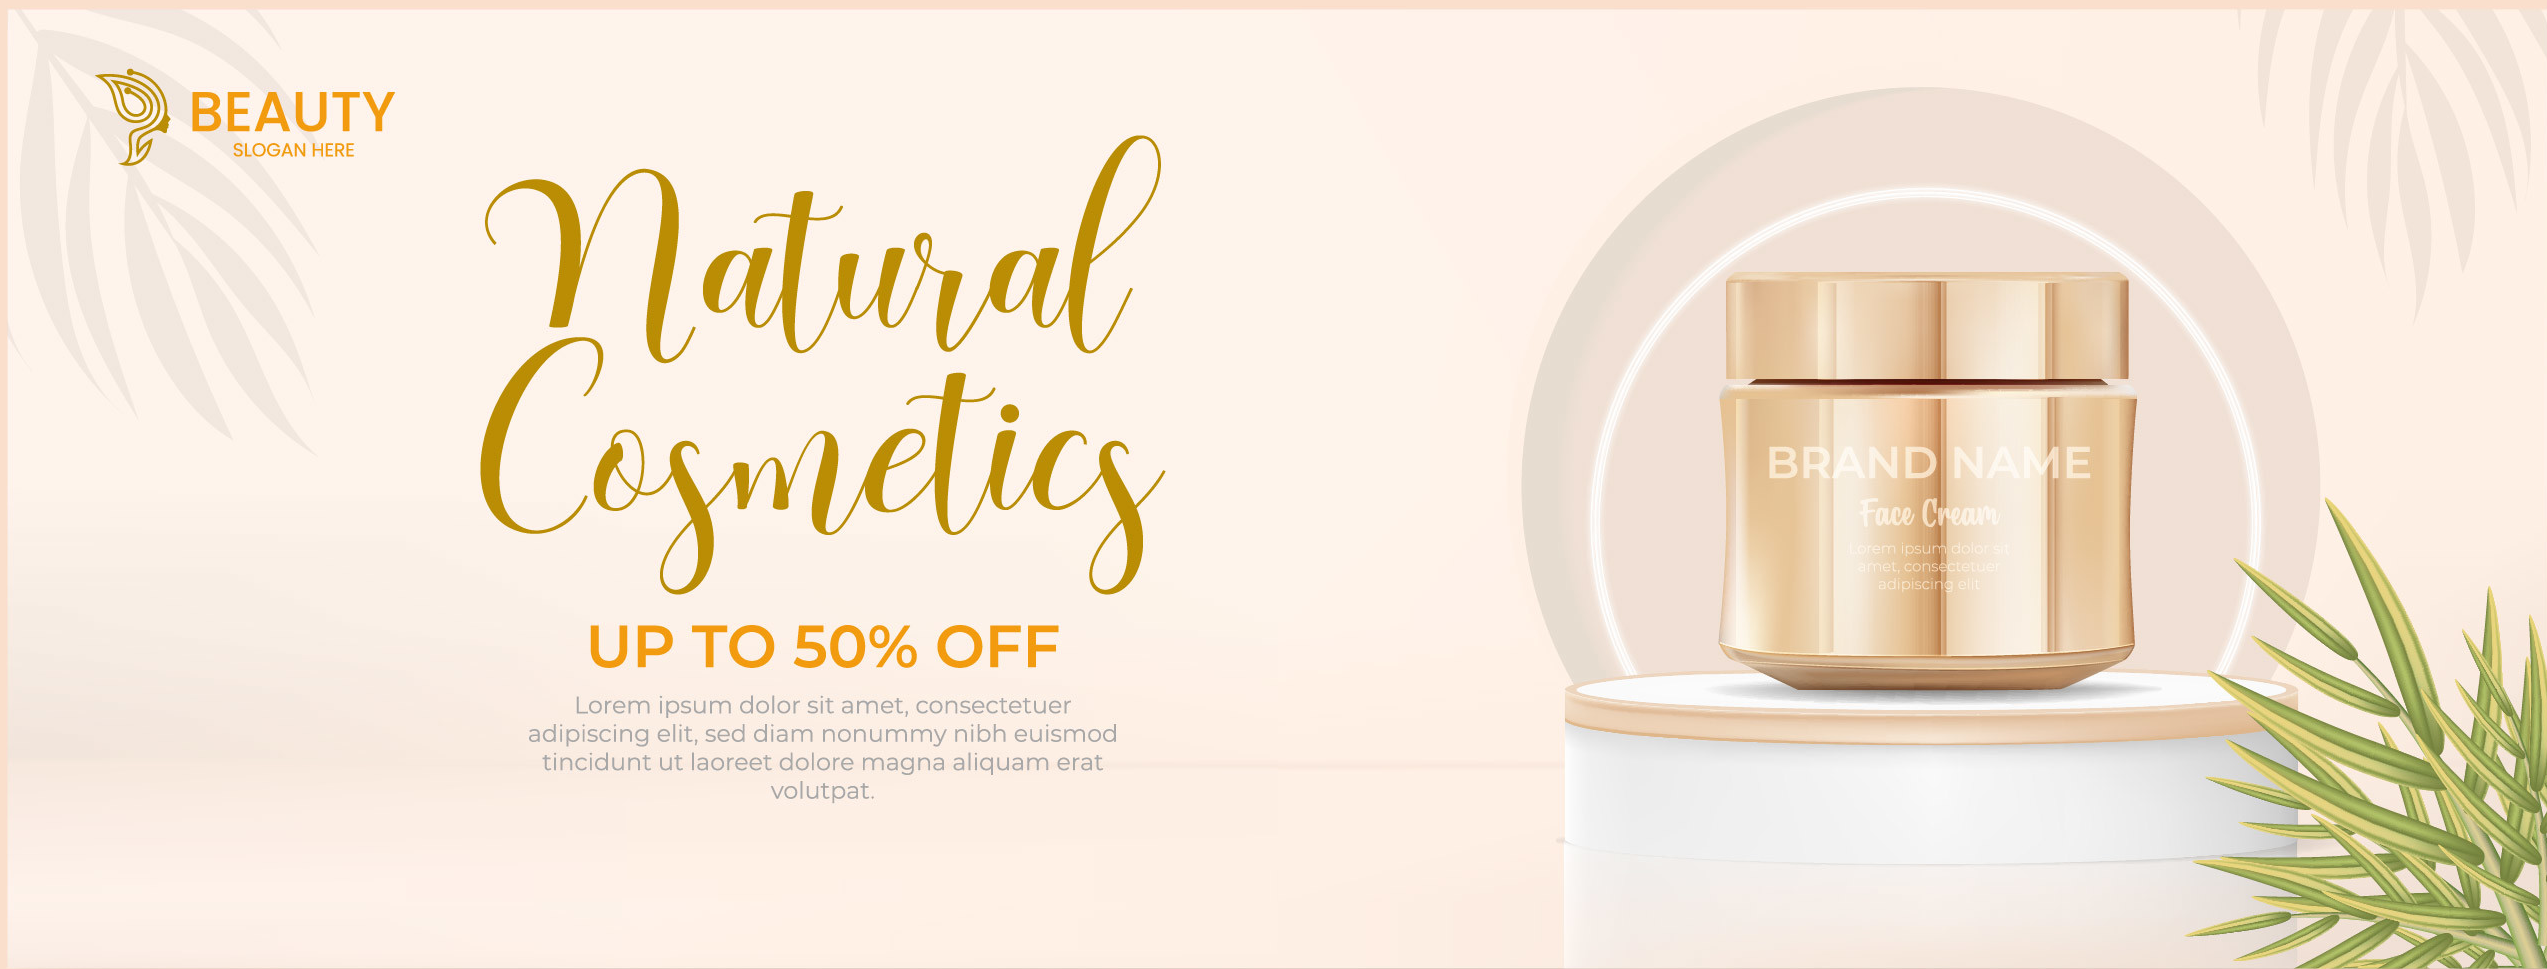 BEAUTY
SLOGAN HERE
Natural
Cosmetics
UP TO 50% OFF
Lorem ipsum dolor sit amet, consectetuer
adipiscing elit, sed diam nonummy nibh euismod
tincidunt ut laoreet dolore magna aliquam erat
volutpat.
BRAND NAME
Face Cream
Lorem ipsum dolor sit
amet, consectetuer
adipiscing elit